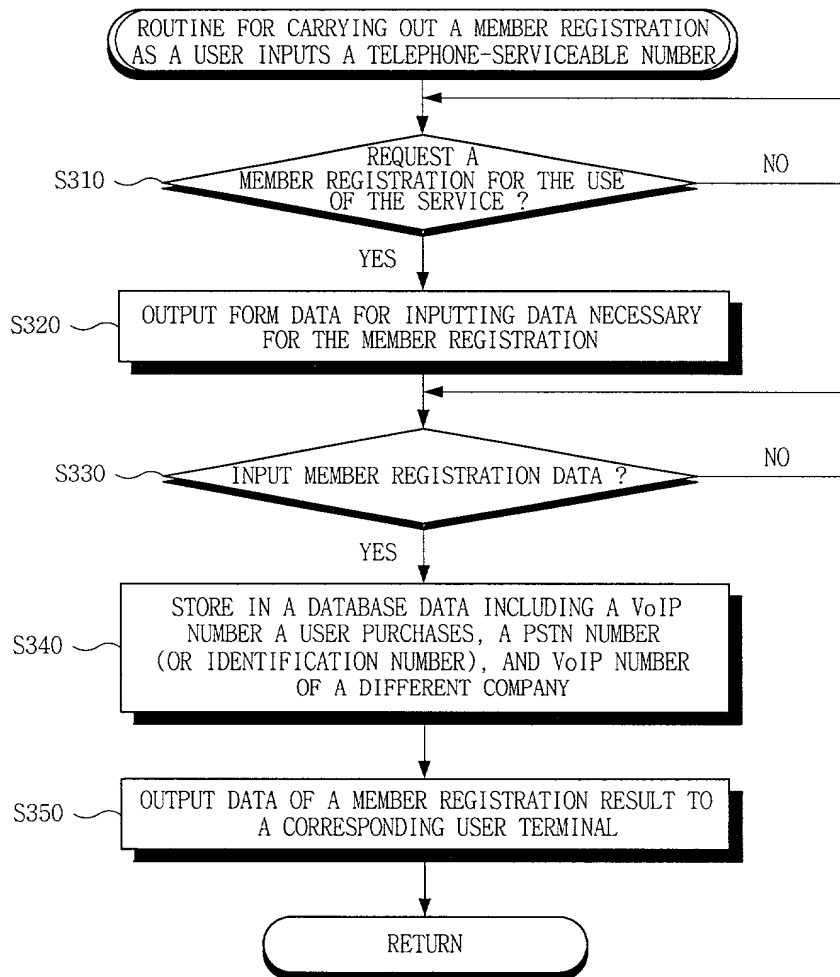 ROUTINE FOR CARRYING OUT A MEMBER REGISTRATION
AS A USER INPUTS A TELEPHONE-SERVICEABLE NUMBER
S310
REQUEST A
MEMBER REGISTRATION FOR THE USE
OF THE SERVICE ?
NO
YES
S320
OUTPUT FORM DATA FOR INPUTTING DATA NECESSARY
FOR THE MEMBER REGISTRATION
S330
INPUT MEMBER REGISTRATION DATA ?
NO
YES
S340
STORE IN A DATABASE DATA INCLUDING A VoIP
NUMBER A USER PURCHASES, A PSTN NUMBER
(OR IDENTIFICATION NUMBER), AND VoIP NUMBER
OF A DIFFERENT COMPANY
S350
OUTPUT DATA OF A MEMBER REGISTRATION RESULT TO
A CORRESPONDING USER TERMINAL
RETURN